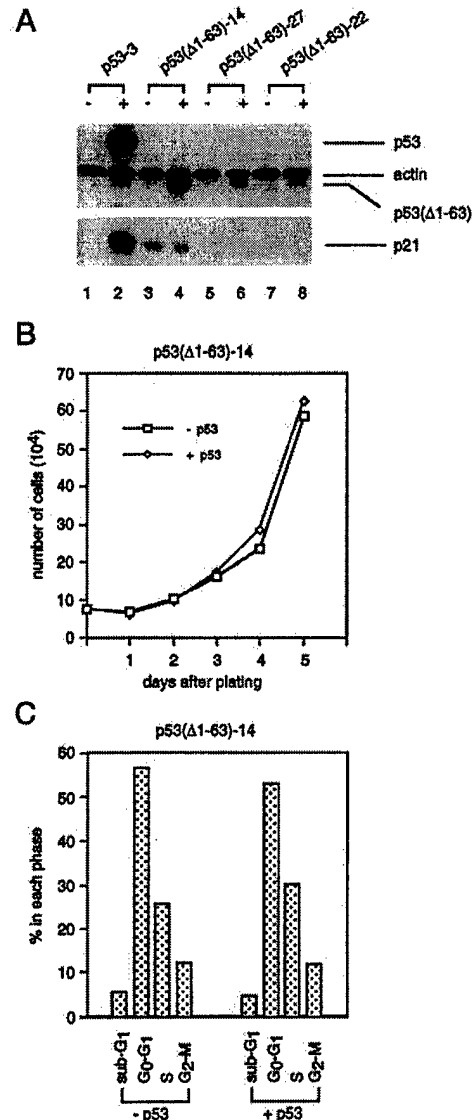 A
p53-3
p53(Δ1-63)-14
p53(Δ1-63)-27
p53(Δ1-63)-22
- + - + - + - +
p53
actin
p53(Δ1-63)
p21
1 2 3 4 5 6 7 8
B
p53(Δ1-63)-14
number of cells (10⁴)
70
60
50
40
30
20
10
0
- p53
+ p53
1 2 3 4 5
days after plating
C
p53(Δ1-63)-14
% in each phase
60
50
40
30
20
10
0
sub-G1 G0-G1 S G2-M
sub-G1 G0-G1 S G2-M
- p53
+ p53